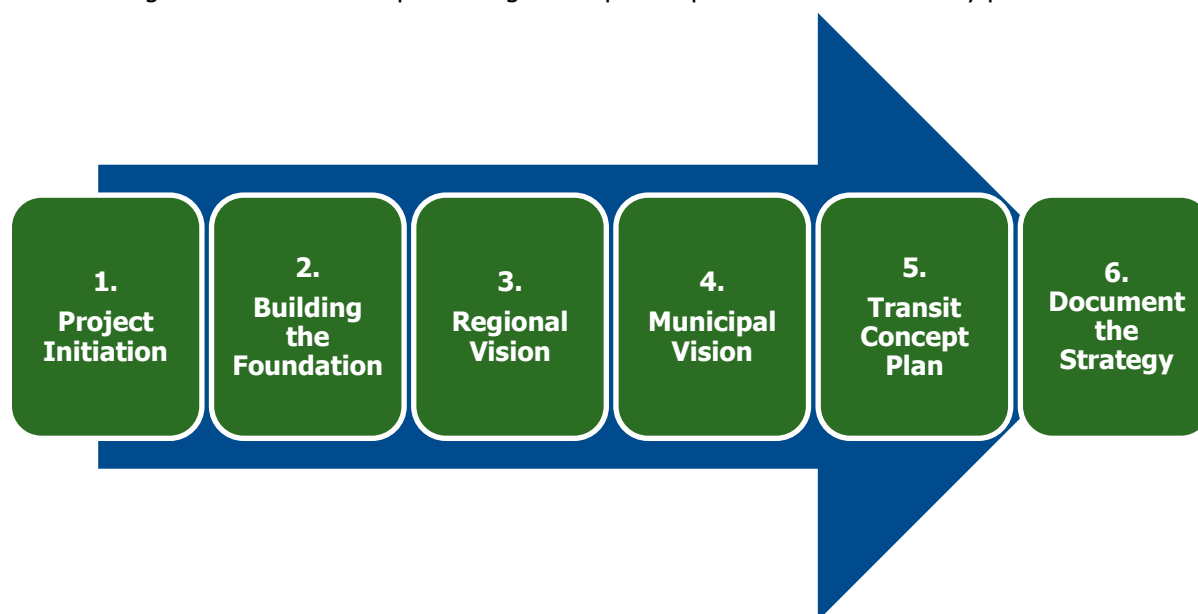 1.
Project
Initiation
2.
Building
the
Foundation
3.
Regional
Vision
4.
Municipal
Vision
5.
Transit
Concept
Plan
6.
Document
the
Strategy